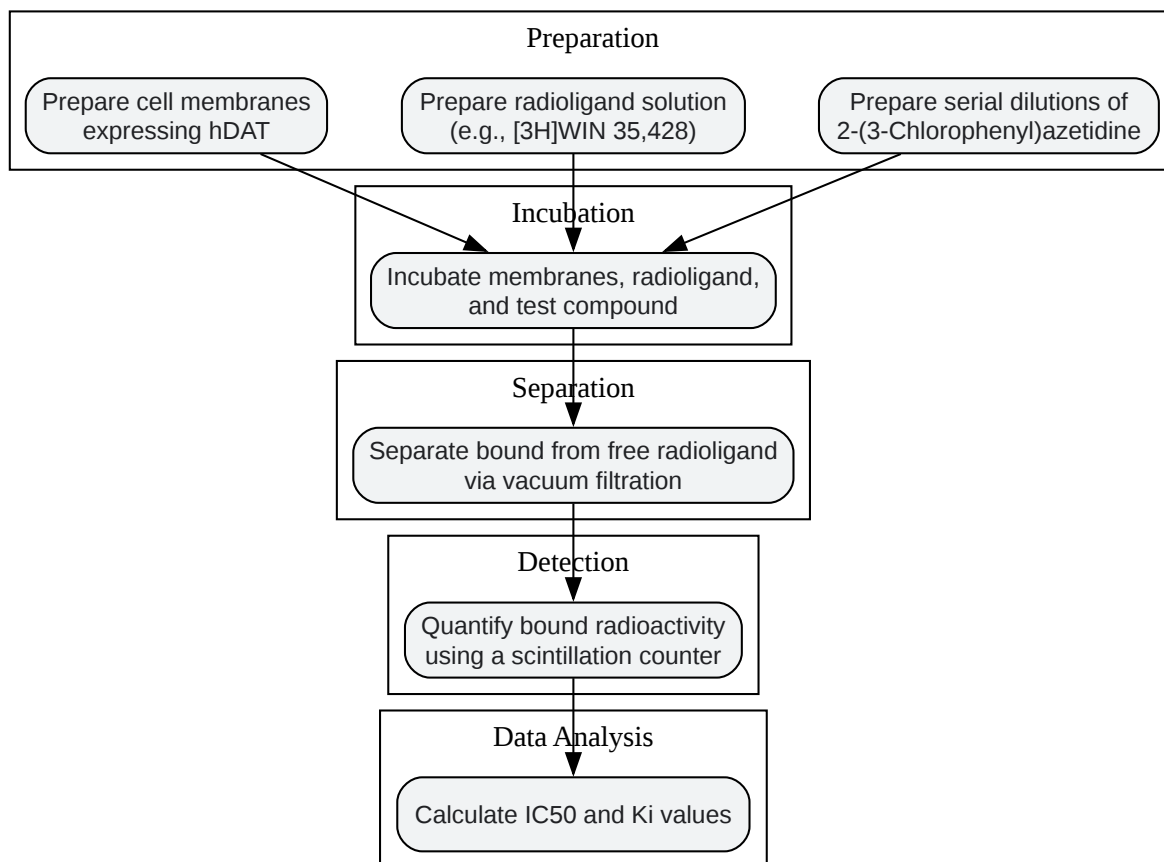 Preparation
Prepare cell membranes
expressing hDAT
Prepare radioligand solution
(e.g., [3H]WIN 35,428)
Prepare serial dilutions of
2-(3-Chlorophenyl)azetidine
Incubation
Incubate membranes, radioligand,
and test compound
Separation
Separate bound from free radioligand
via vacuum filtration
Detection
Quantify bound radioactivity
using a scintillation counter
Data Analysis
Calculate IC50 and Ki values